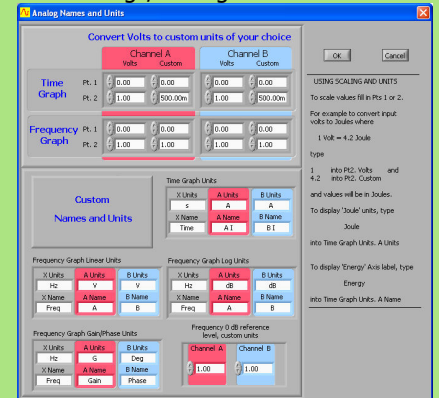 Analog Names and Units
Convert Volts to custom units of your choice
Channel A
Channel B
Volts Custom
Volts Custom
Time Graph
Pt. 1 0.00 0.00 0.00 0.00
Pt. 2 1.00 500.00m 1.00 500.00m
Frequency Graph
Pt. 1 0.00 0.00 0.00 0.00
Pt. 2 1.00 1.00 1.00 1.00
OK Cancel
USING SCALING AND UNITS
To scale values fill in Pts 1 or 2.
For example to convert input
volts to Joules where
1 Volt = 4.2 Joule
type
1 into Pt2. Volts and
4.2 into Pt2. Custom
and values will be in Joules.
To display 'Joule' units, type
Joule
into Time Graph Units. A Units
To display 'Energy' Axis label, type
Energy
into Time Graph Units. A Name
Custom
Names and Units
Time Graph Units
X Units A Units B Units
s A A
X Name A Name B Name
Time A I B I
Frequency Graph Linear Units
X Units A Units B Units
Hz V V
X Name A Name B Name
Freq A B
Frequency Graph Log Units
X Units A Units B Units
Hz dB dB
X Name A Name B Name
Freq A B
Frequency Graph Gain/Phase Units
X Units A Units B Units
Hz G Deg
X Name A Name B Name
Freq Gain Phase
Frequency 0 dB reference
level, custom units
Channel A Channel B
1.00 1.00